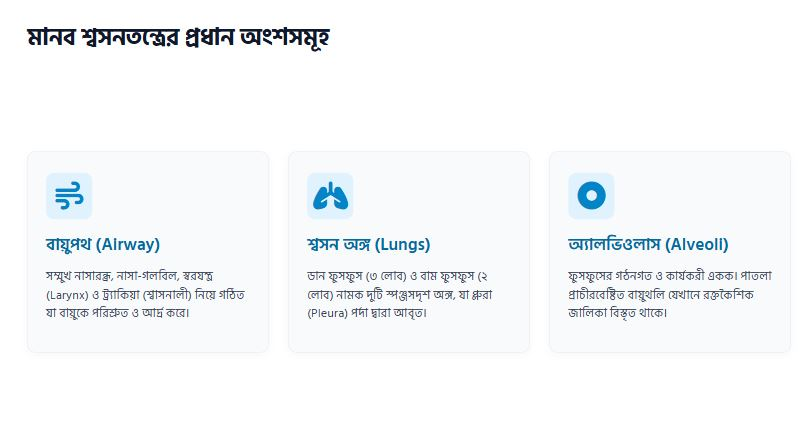 মানব শ্বসনতন্ত্রের প্রধান অংশসমূহ
বায়ুপথ (Airway)
সম্মুখ নাসারন্ধ্র, নাসা-গলবিল, স্বরযন্ত্র
(Larynx) ও ট্র্যাকিয়া (শ্বাসনালী) নিয়ে গঠিত
যা বায়ুকে পরিশ্রুত ও আর্দ্র করে।
শ্বসন অঙ্গ (Lungs)
ডান ফুসফুস (৩ লোব) ও বাম ফুসফুস (২
লোব) নামক দুটি স্পঞ্জসদৃশ অঙ্গ, যা প্লুরা
(Pleura) পর্দা দ্বারা আবৃত।
অ্যালভিওলাস (Alveoli)
ফুসফুসের গঠনগত ও কার্যকরী একক। পাতলা
প্রাচীরবেষ্টিত বায়ুথলি যেখানে রক্তকৈশিক
জালিকা বিস্তৃত থাকে।